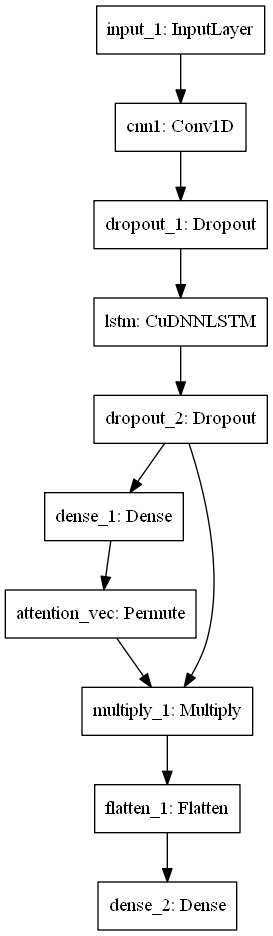 input_1: InputLayer
cnn1: Conv1D
dropout_1: Dropout
lstm: CuDNNLSTM
dropout_2: Dropout
dense_1: Dense
attention_vec: Permute
multiply_1: Multiply
flatten_1: Flatten
dense_2: Dense